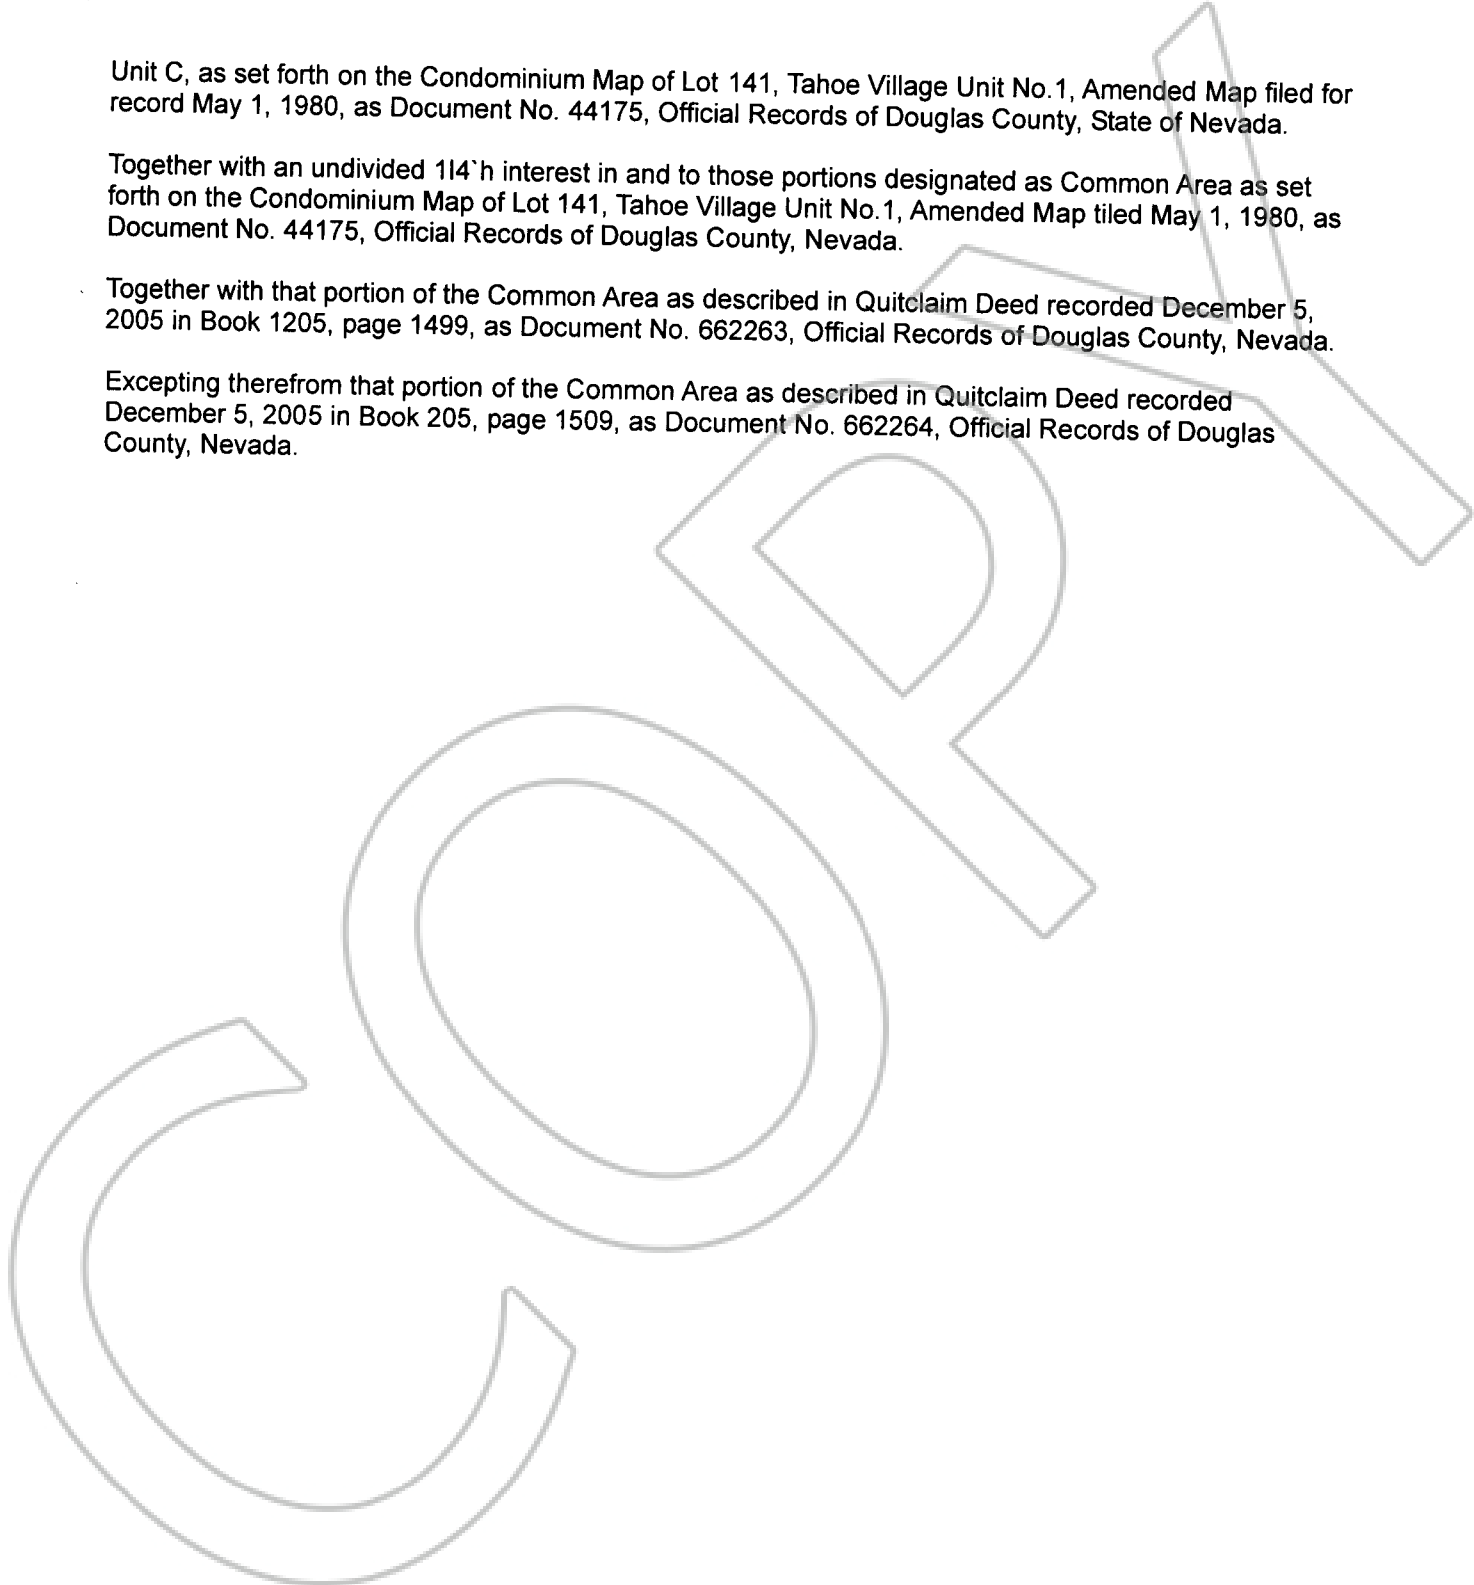 Unit C, as set forth on the Condominium Map of Lot 141, Tahoe Village Unit No.1, Amended Map filed for
record May 1, 1980, as Document No. 44175, Official Records of Douglas County, State of Nevada.
Together with an undivided 1I4`h interest in and to those portions designated as Common Area as set
forth on the Condominium Map of Lot 141, Tahoe Village Unit No.1, Amended Map tiled May 1, 1980, as
Document No. 44175, Official Records of Douglas County, Nevada.
Together with that portion of the Common Area as described in Quitclaim Deed recorded December 5,
2005 in Book 1205, page 1499, as Document No. 662263, Official Records of Douglas County, Nevada.
Excepting therefrom that portion of the Common Area as described in Quitclaim Deed recorded
December 5, 2005 in Book 205, page 1509, as Document No. 662264, Official Records of Douglas
County, Nevada.
COPY